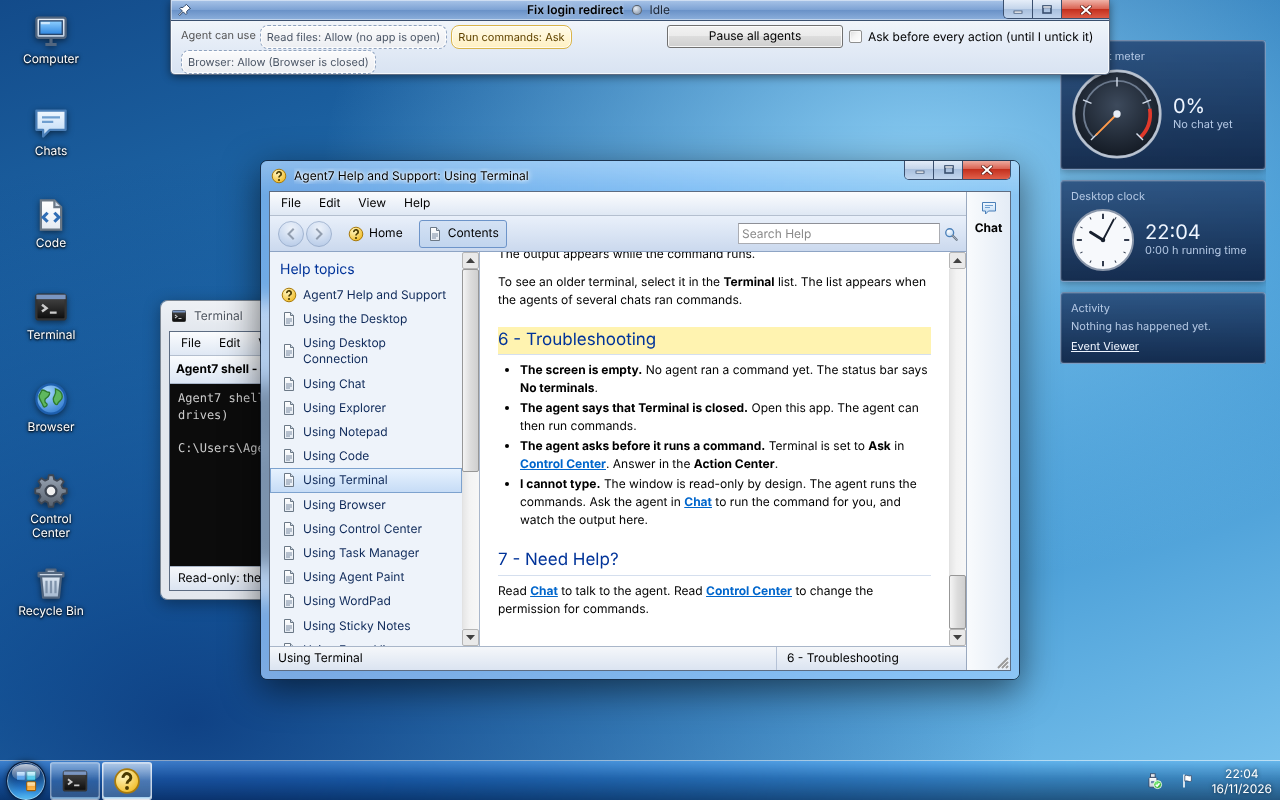 Fix login redirect Idle
Agent can use Read files: Allow (no app is open) Run commands: Ask
Browser: Allow (Browser is closed)
Pause all agents
Ask before every action (until I untick it)
Computer
Chats
Code
Terminal
Browser
Control
Center
Recycle Bin
meter
0%
No chat yet
Desktop clock
22:04
0:00 h running time
Activity
Nothing has happened yet.
Event Viewer
Terminal
File Edit
Agent7 shell -
Agent7 shell
drives)
C:\Users\Age
Read-only: the
Agent7 Help and Support: Using Terminal
File Edit View Help
Home Contents
Search Help
Chat
Help topics
Agent7 Help and Support
Using the Desktop
Using Desktop
Connection
Using Chat
Using Explorer
Using Notepad
Using Code
Using Terminal
Using Browser
Using Control Center
Using Task Manager
Using Agent Paint
Using WordPad
Using Sticky Notes
The output appears while the command runs.
To see an older terminal, select it in the Terminal list. The list appears when
the agents of several chats ran commands.
6 - Troubleshooting
• The screen is empty. No agent ran a command yet. The status bar says
No terminals.
• The agent says that Terminal is closed. Open this app. The agent can
then run commands.
• The agent asks before it runs a command. Terminal is set to Ask in
Control Center. Answer in the Action Center.
• I cannot type. The window is read-only by design. The agent runs the
commands. Ask the agent in Chat to run the command for you, and
watch the output here.
7 - Need Help?
Read Chat to talk to the agent. Read Control Center to change the
permission for commands.
Using Terminal
6 - Troubleshooting
22:04
16/11/2026